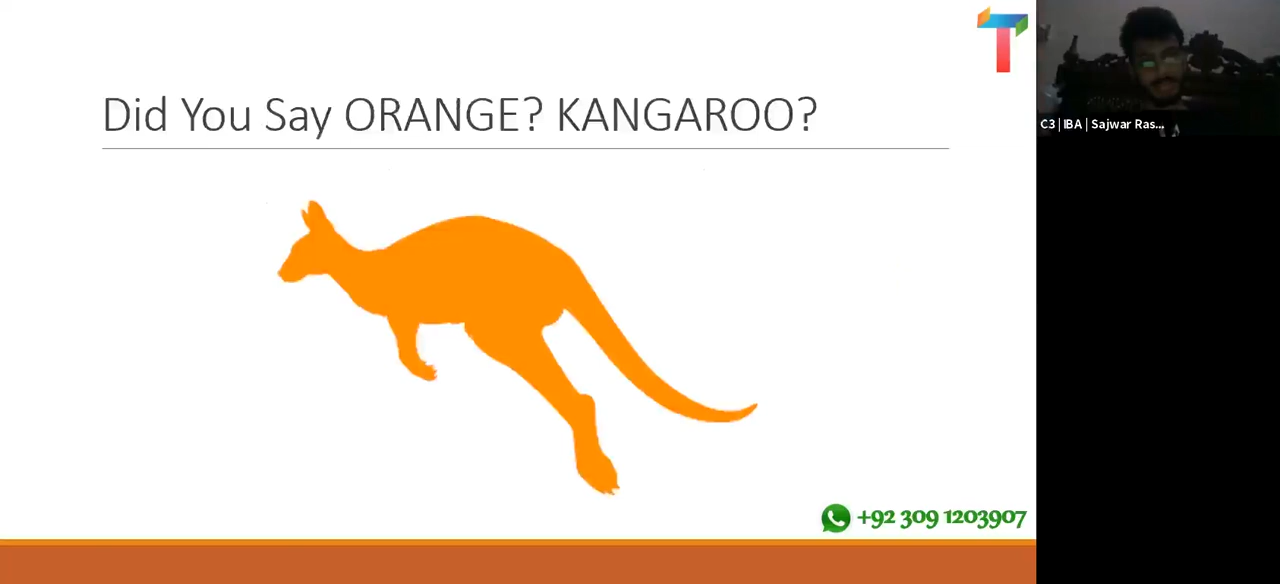 Did You Say ORANGE? KANGAROO?
C3 | IBA | Sajwar Ras...
+92 309 1203907